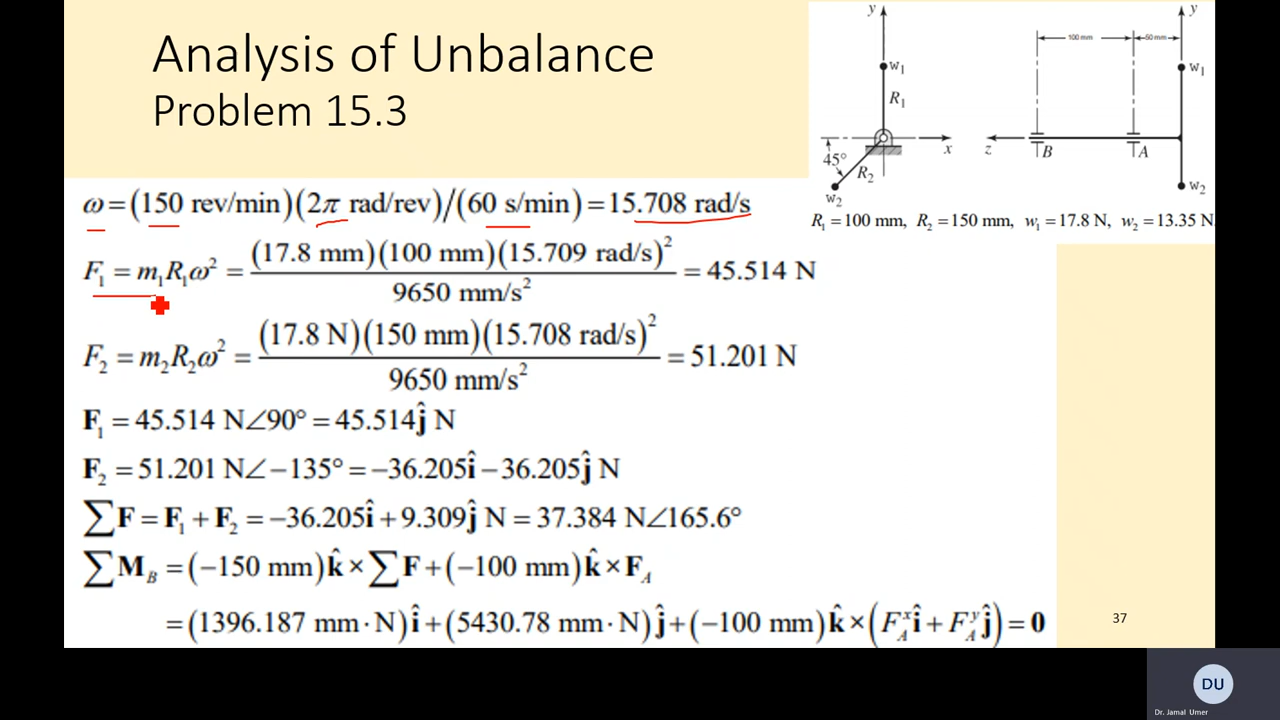 Analysis of Unbalance
Problem 15.3
y
w₁
R₁
x
45°
R₂
w₂
100 mm
50 mm
y
w₁
z
B
A
w₂
R₁ = 100 mm, R₂ = 150 mm, w₁ = 17.8 N, w₂ = 13.35 N
ω = (150 rev/min)(2π rad/rev)/(60 s/min) = 15.708 rad/s
F₁ = m₁R₁ω² = (17.8 mm)(100 mm)(15.709 rad/s)² / 9650 mm/s² = 45.514 N
F₂ = m₂R₂ω² = (17.8 N)(150 mm)(15.708 rad/s)² / 9650 mm/s² = 51.201 N
F₁ = 45.514 N∠90° = 45.514ĵ N
F₂ = 51.201 N∠−135° = −36.205î − 36.205ĵ N
∑F = F₁ + F₂ = −36.205î + 9.309ĵ N = 37.384 N∠165.6°
∑M_B = (−150 mm)k̂ × ∑F + (−100 mm)k̂ × F_A
= (1396.187 mm·N)î + (5430.78 mm·N)ĵ + (−100 mm)k̂ × (F_A^x î + F_A^y ĵ) = 0
37
DU
Dr. Jamal Umer